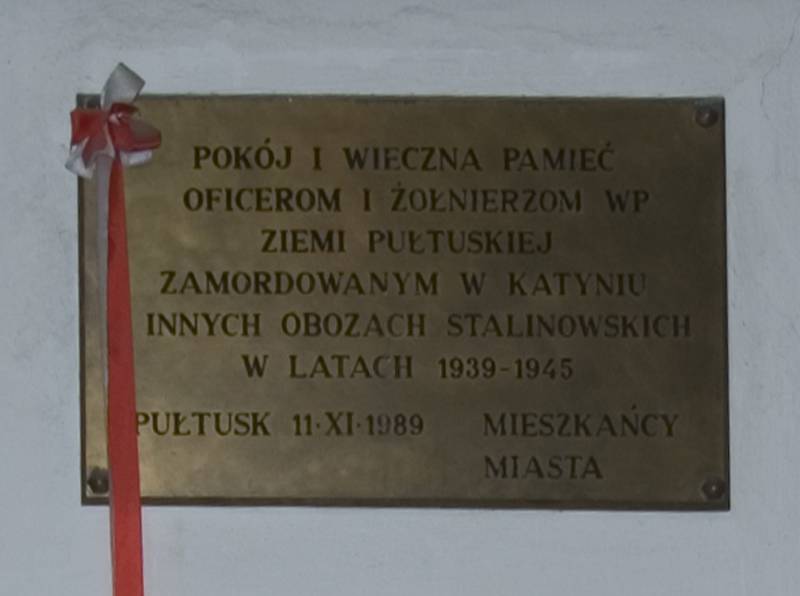 POKÓJ I WIECZNA PAMIEĆ
OFICEROM I ŻOŁNIERZOM WP
ZIEMI PUŁTUSKIEJ
ZAMORDOWANYM W KATYNIU
INNYCH OBOZACH STALINOWSKICH
W LATACH 1939-1945
PUŁTUSK 11·XI·1989 MIESZKAŃCY
MIASTA